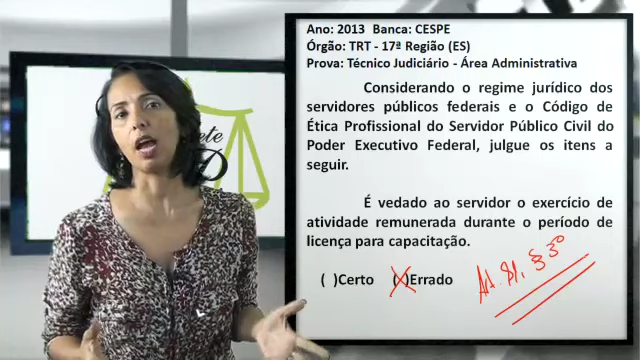 Ano: 2013 Banca: CESPE
Órgão: TRT - 17ª Região (ES)
Prova: Técnico Judiciário - Área Administrativa
Considerando o regime jurídico dos
servidores públicos federais e o Código de
Ética Profissional do Servidor Público Civil do
Poder Executivo Federal, julgue os itens a
seguir.
É vedado ao servidor o exercício de
atividade remunerada durante o período de
licença para capacitação.
( )Certo (X)Errado
Art. 81, § 3º
ete
D